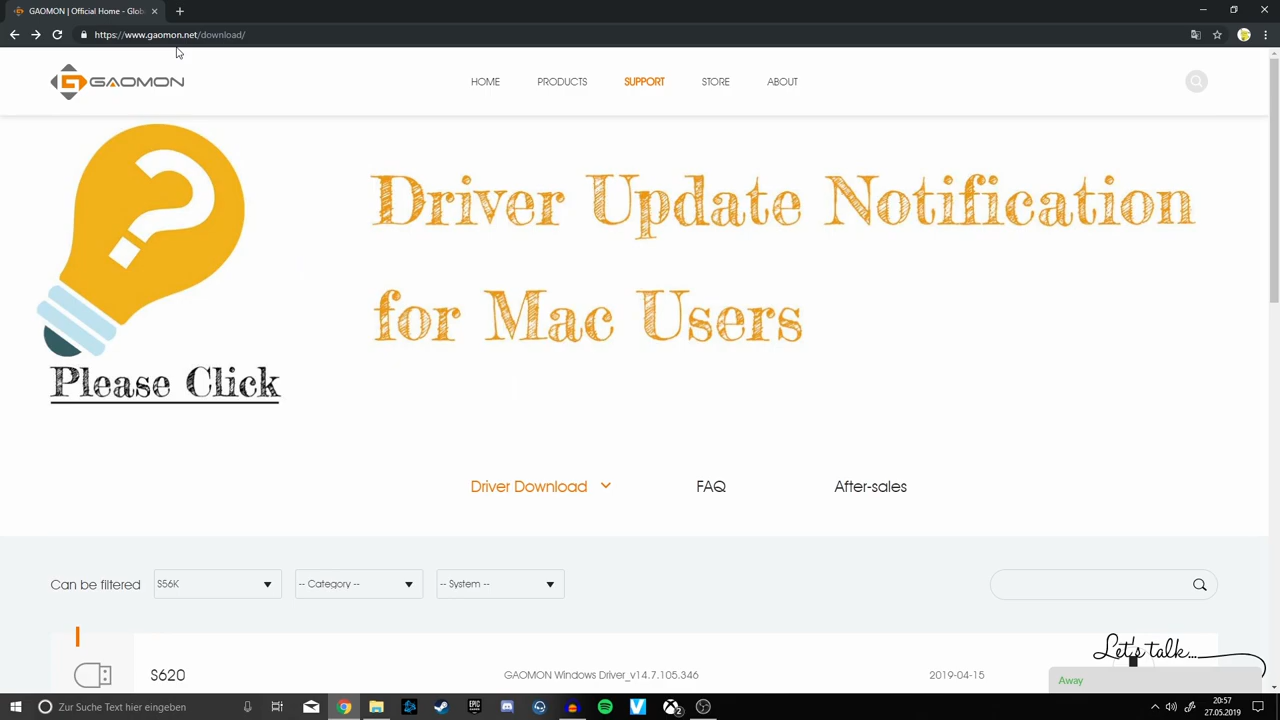 GAOMON | Official Home - Glob
https://www.gaomon.net/download/
GAOMON
HOME
PRODUCTS
SUPPORT
STORE
ABOUT
Driver Update Notification
for Mac Users
Please Click
Driver Download
FAQ
After-sales
Can be filtered
S56K
-- Category --
-- System --
S620
GAOMON Windows Driver_v14.7.105.346
2019-04-15
Let's talk...
Away
Zur Suche Text hier eingeben
EPIC
2
20:57
27.05.2019